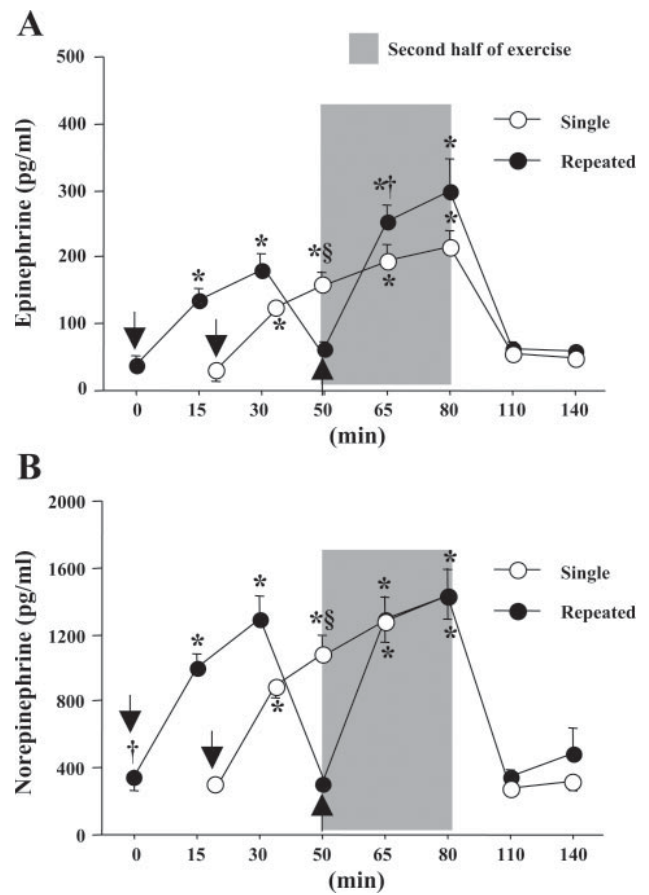 A
Second half of exercise
500
400
300
200
100
0
Epinephrine (pg/ml)
Single
Repeated
*
*
*
*§
*†
*
*
*
*
0 15 30 50 65 80 110 140
(min)
B
2000
1600
1200
800
400
0
Norepinephrine (pg/ml)
Single
Repeated
†
*
*
*
*§
*
*
*
*
0 15 30 50 65 80 110 140
(min)